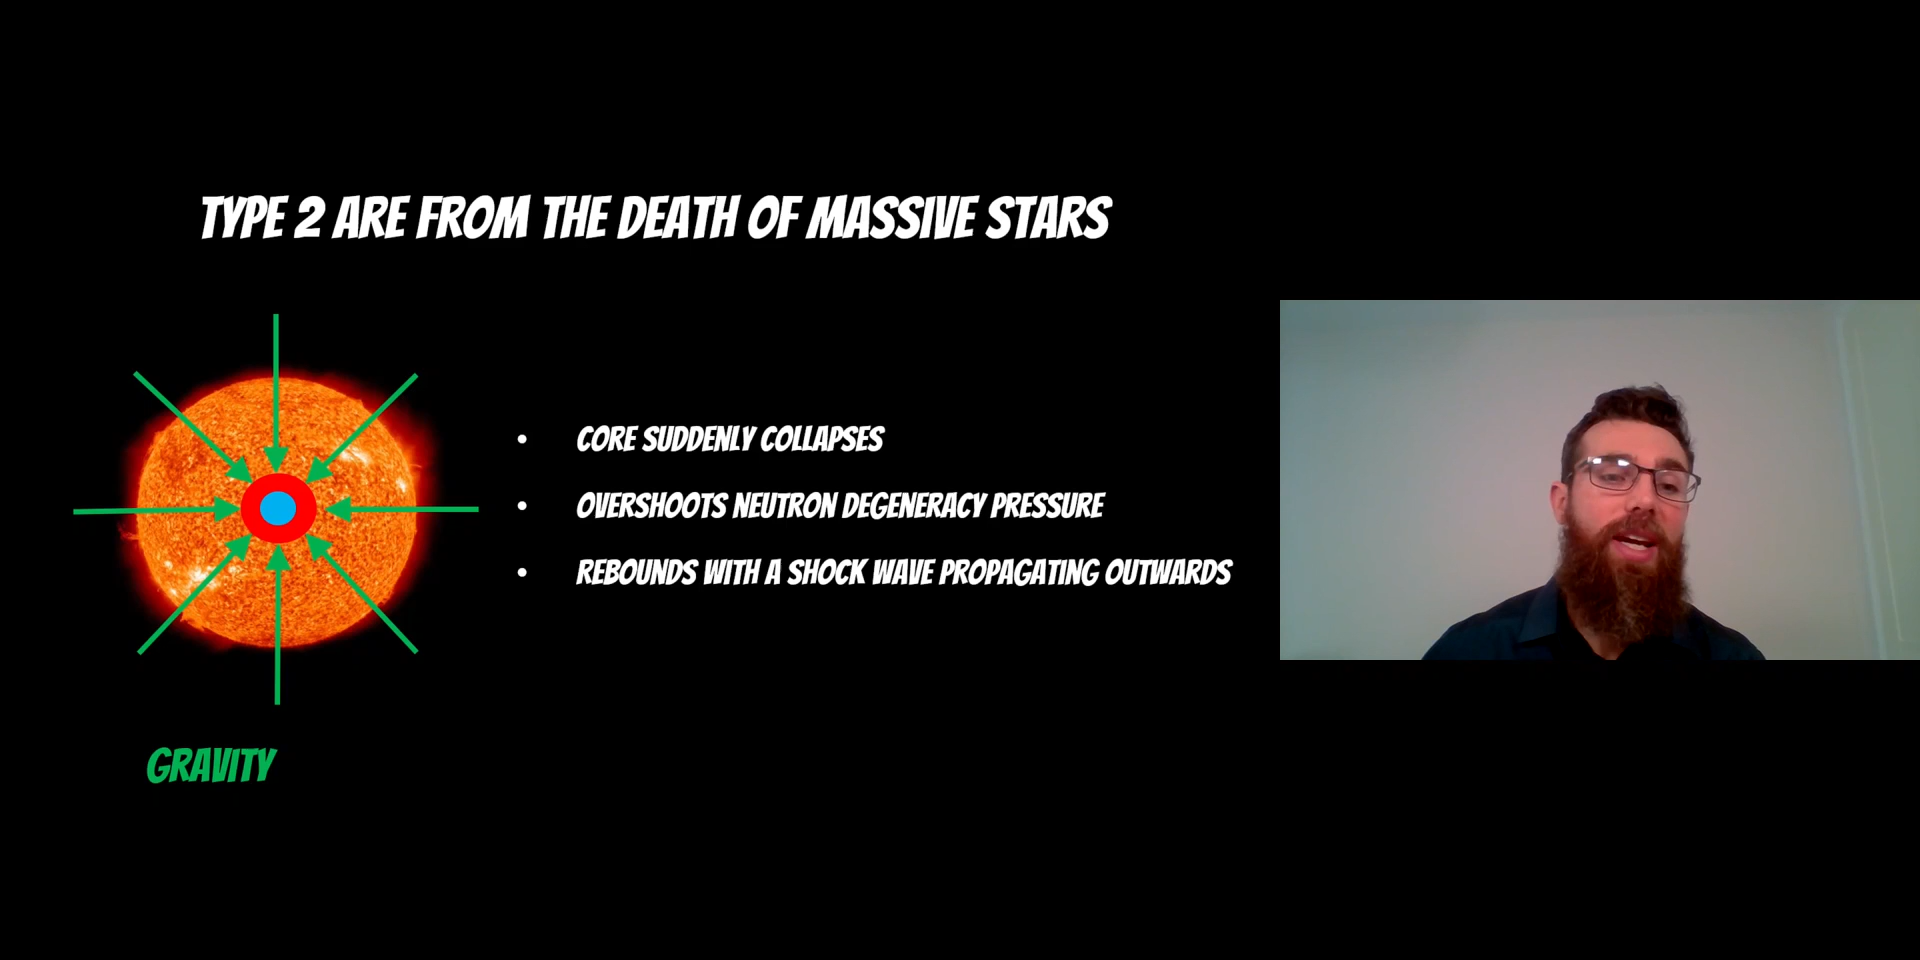 TYPE 2 ARE FROM THE DEATH OF MASSIVE STARS
• CORE SUDDENLY COLLAPSES
• OVERSHOOTS NEUTRON DEGENERACY PRESSURE
• REBOUNDS WITH A SHOCK WAVE PROPAGATING OUTWARDS
GRAVITY